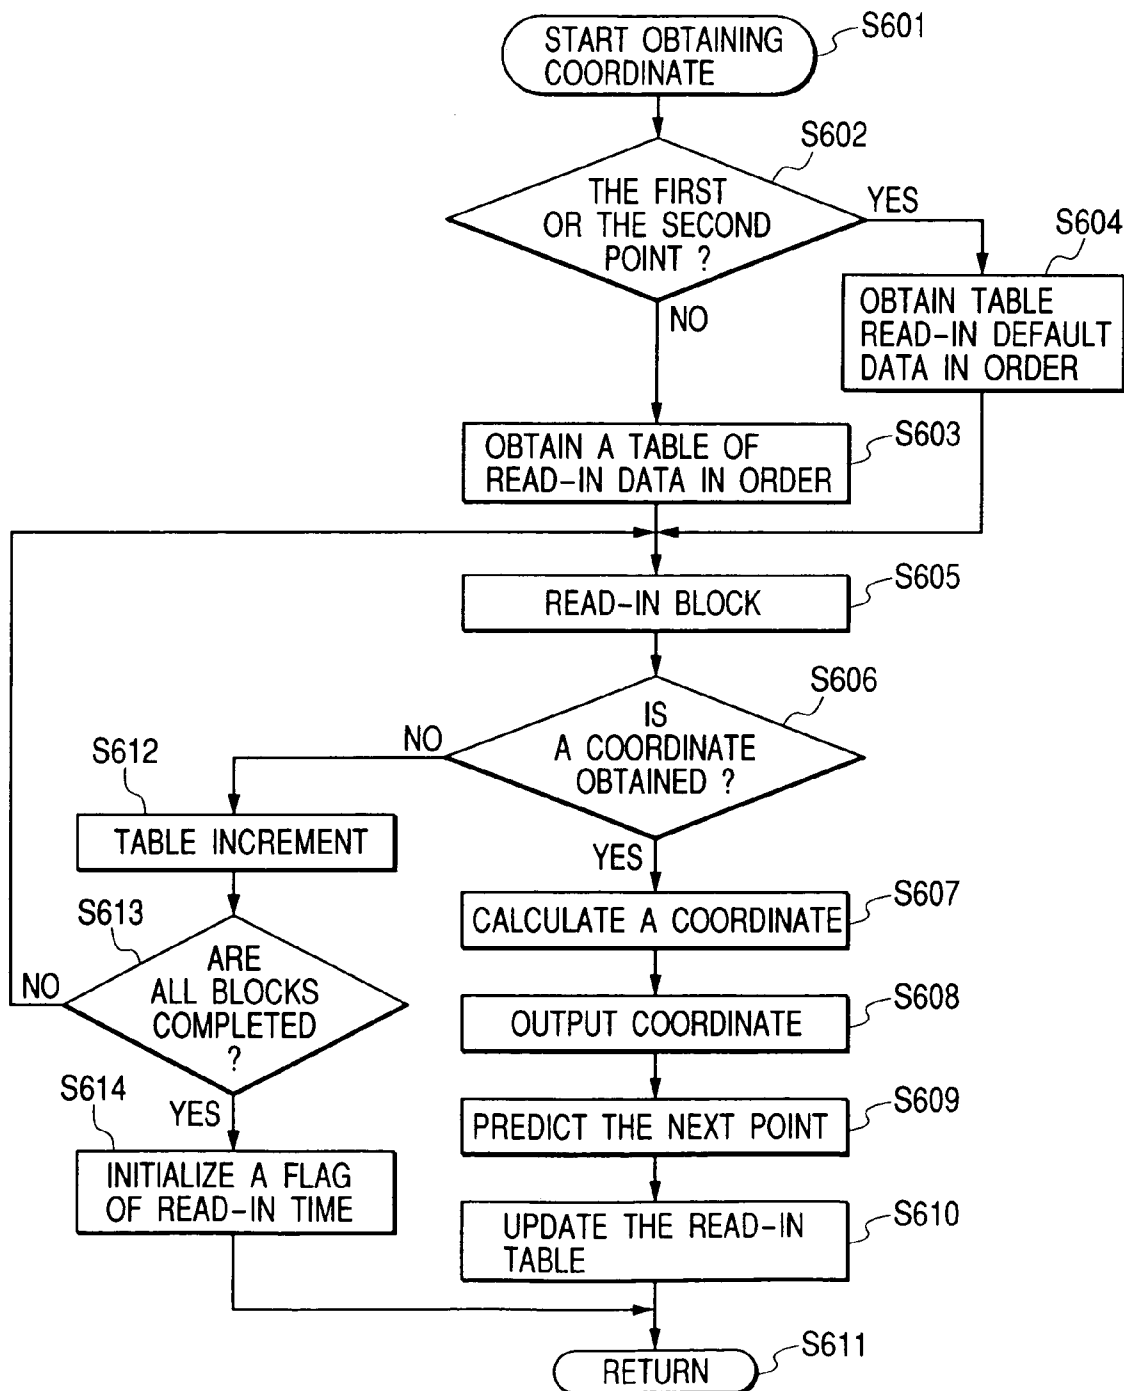 START OBTAINING
COORDINATE
S601
S602
THE FIRST
OR THE SECOND
POINT ?
YES
NO
S604
OBTAIN TABLE
READ-IN DEFAULT
DATA IN ORDER
S603
OBTAIN A TABLE OF
READ-IN DATA IN ORDER
S605
READ-IN BLOCK
S606
IS
A COORDINATE
OBTAINED ?
NO
YES
S612
TABLE INCREMENT
S613
ARE
ALL BLOCKS
COMPLETED
?
NO
YES
S607
CALCULATE A COORDINATE
S608
OUTPUT COORDINATE
S609
PREDICT THE NEXT POINT
S614
INITIALIZE A FLAG
OF READ-IN TIME
S610
UPDATE THE READ-IN
TABLE
S611
RETURN